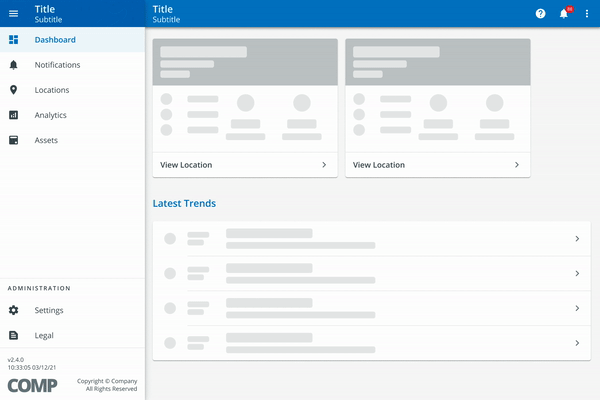 Title
Subtitle
Dashboard
Notifications
Locations
Analytics
Assets
ADMINISTRATION
Settings
Legal
v2.4.0
10:33:05 03/12/21
COMP
Copyright © Company
All Rights Reserved
Title
Subtitle
View Location
View Location
Latest Trends